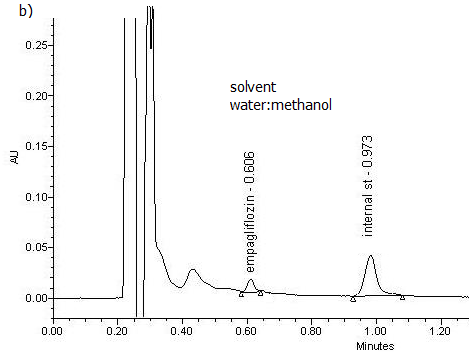 b)
0.25
solvent
water:methanol
0.20
AU
0.15
0.10
0.05
0.00
empagliflozin - 0.606
internal st - 0.973
0.00 0.20 0.40 0.60 0.80 1.00 1.20
Minutes